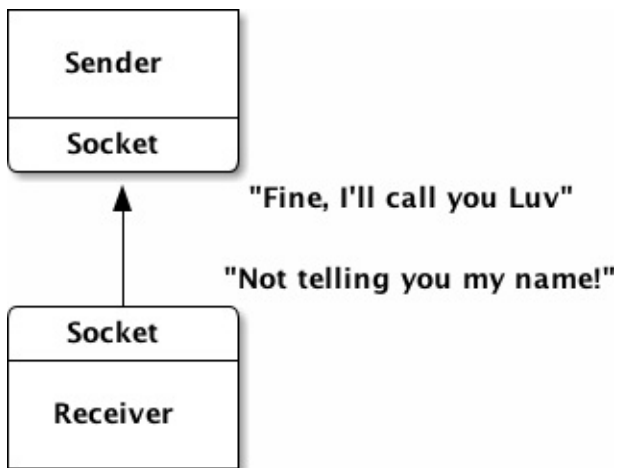 Sender
Socket
"Fine, I'll call you Luv"
"Not telling you my name!"
Socket
Receiver